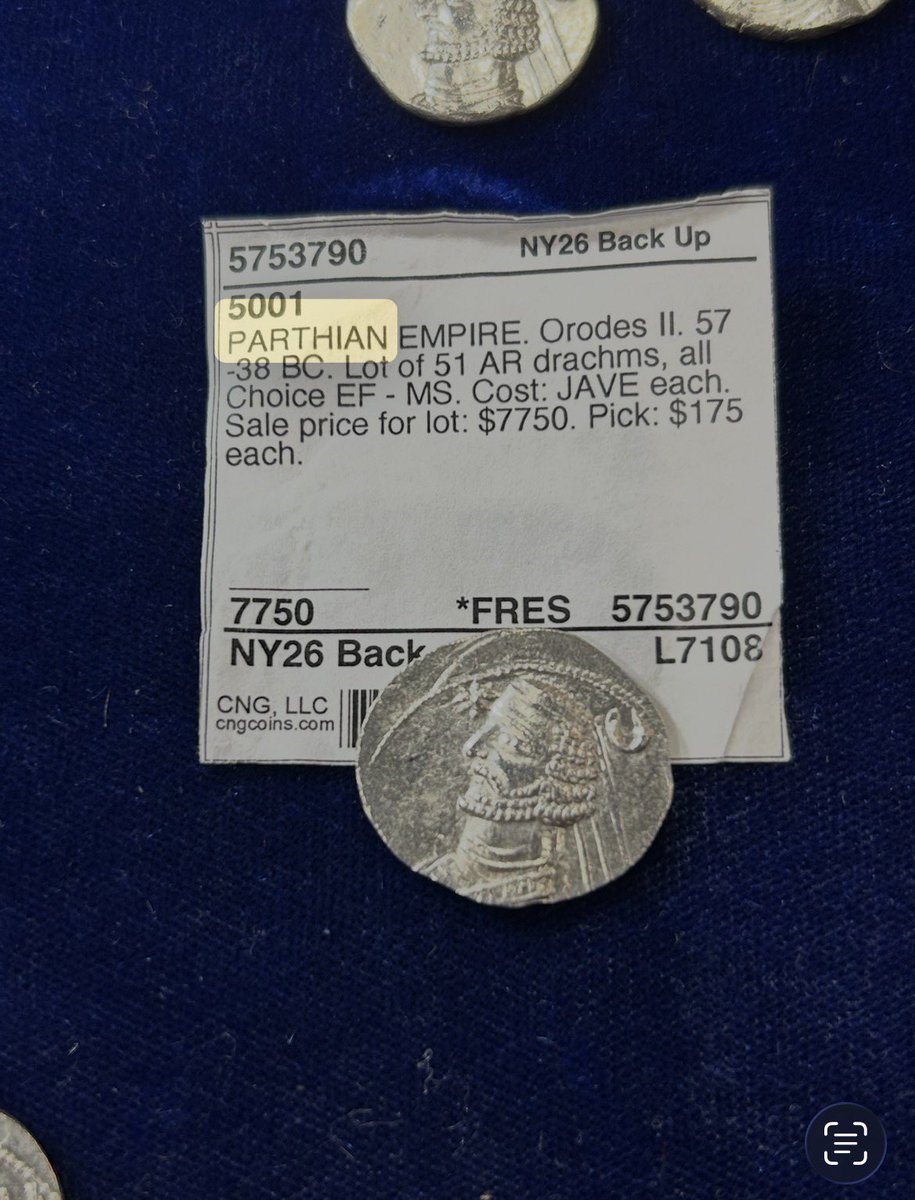 5753790 NY26 Back Up
5001
PARTHIAN EMPIRE. Orodes II. 57
-38 BC. Lot of 51 AR drachms, all
Choice EF - MS. Cost: JAVE each.
Sale price for lot: $7750. Pick: $175
each.
7750 *FRES 5753790
NY26 Back L7108
CNG, LLC
cngcoins.com